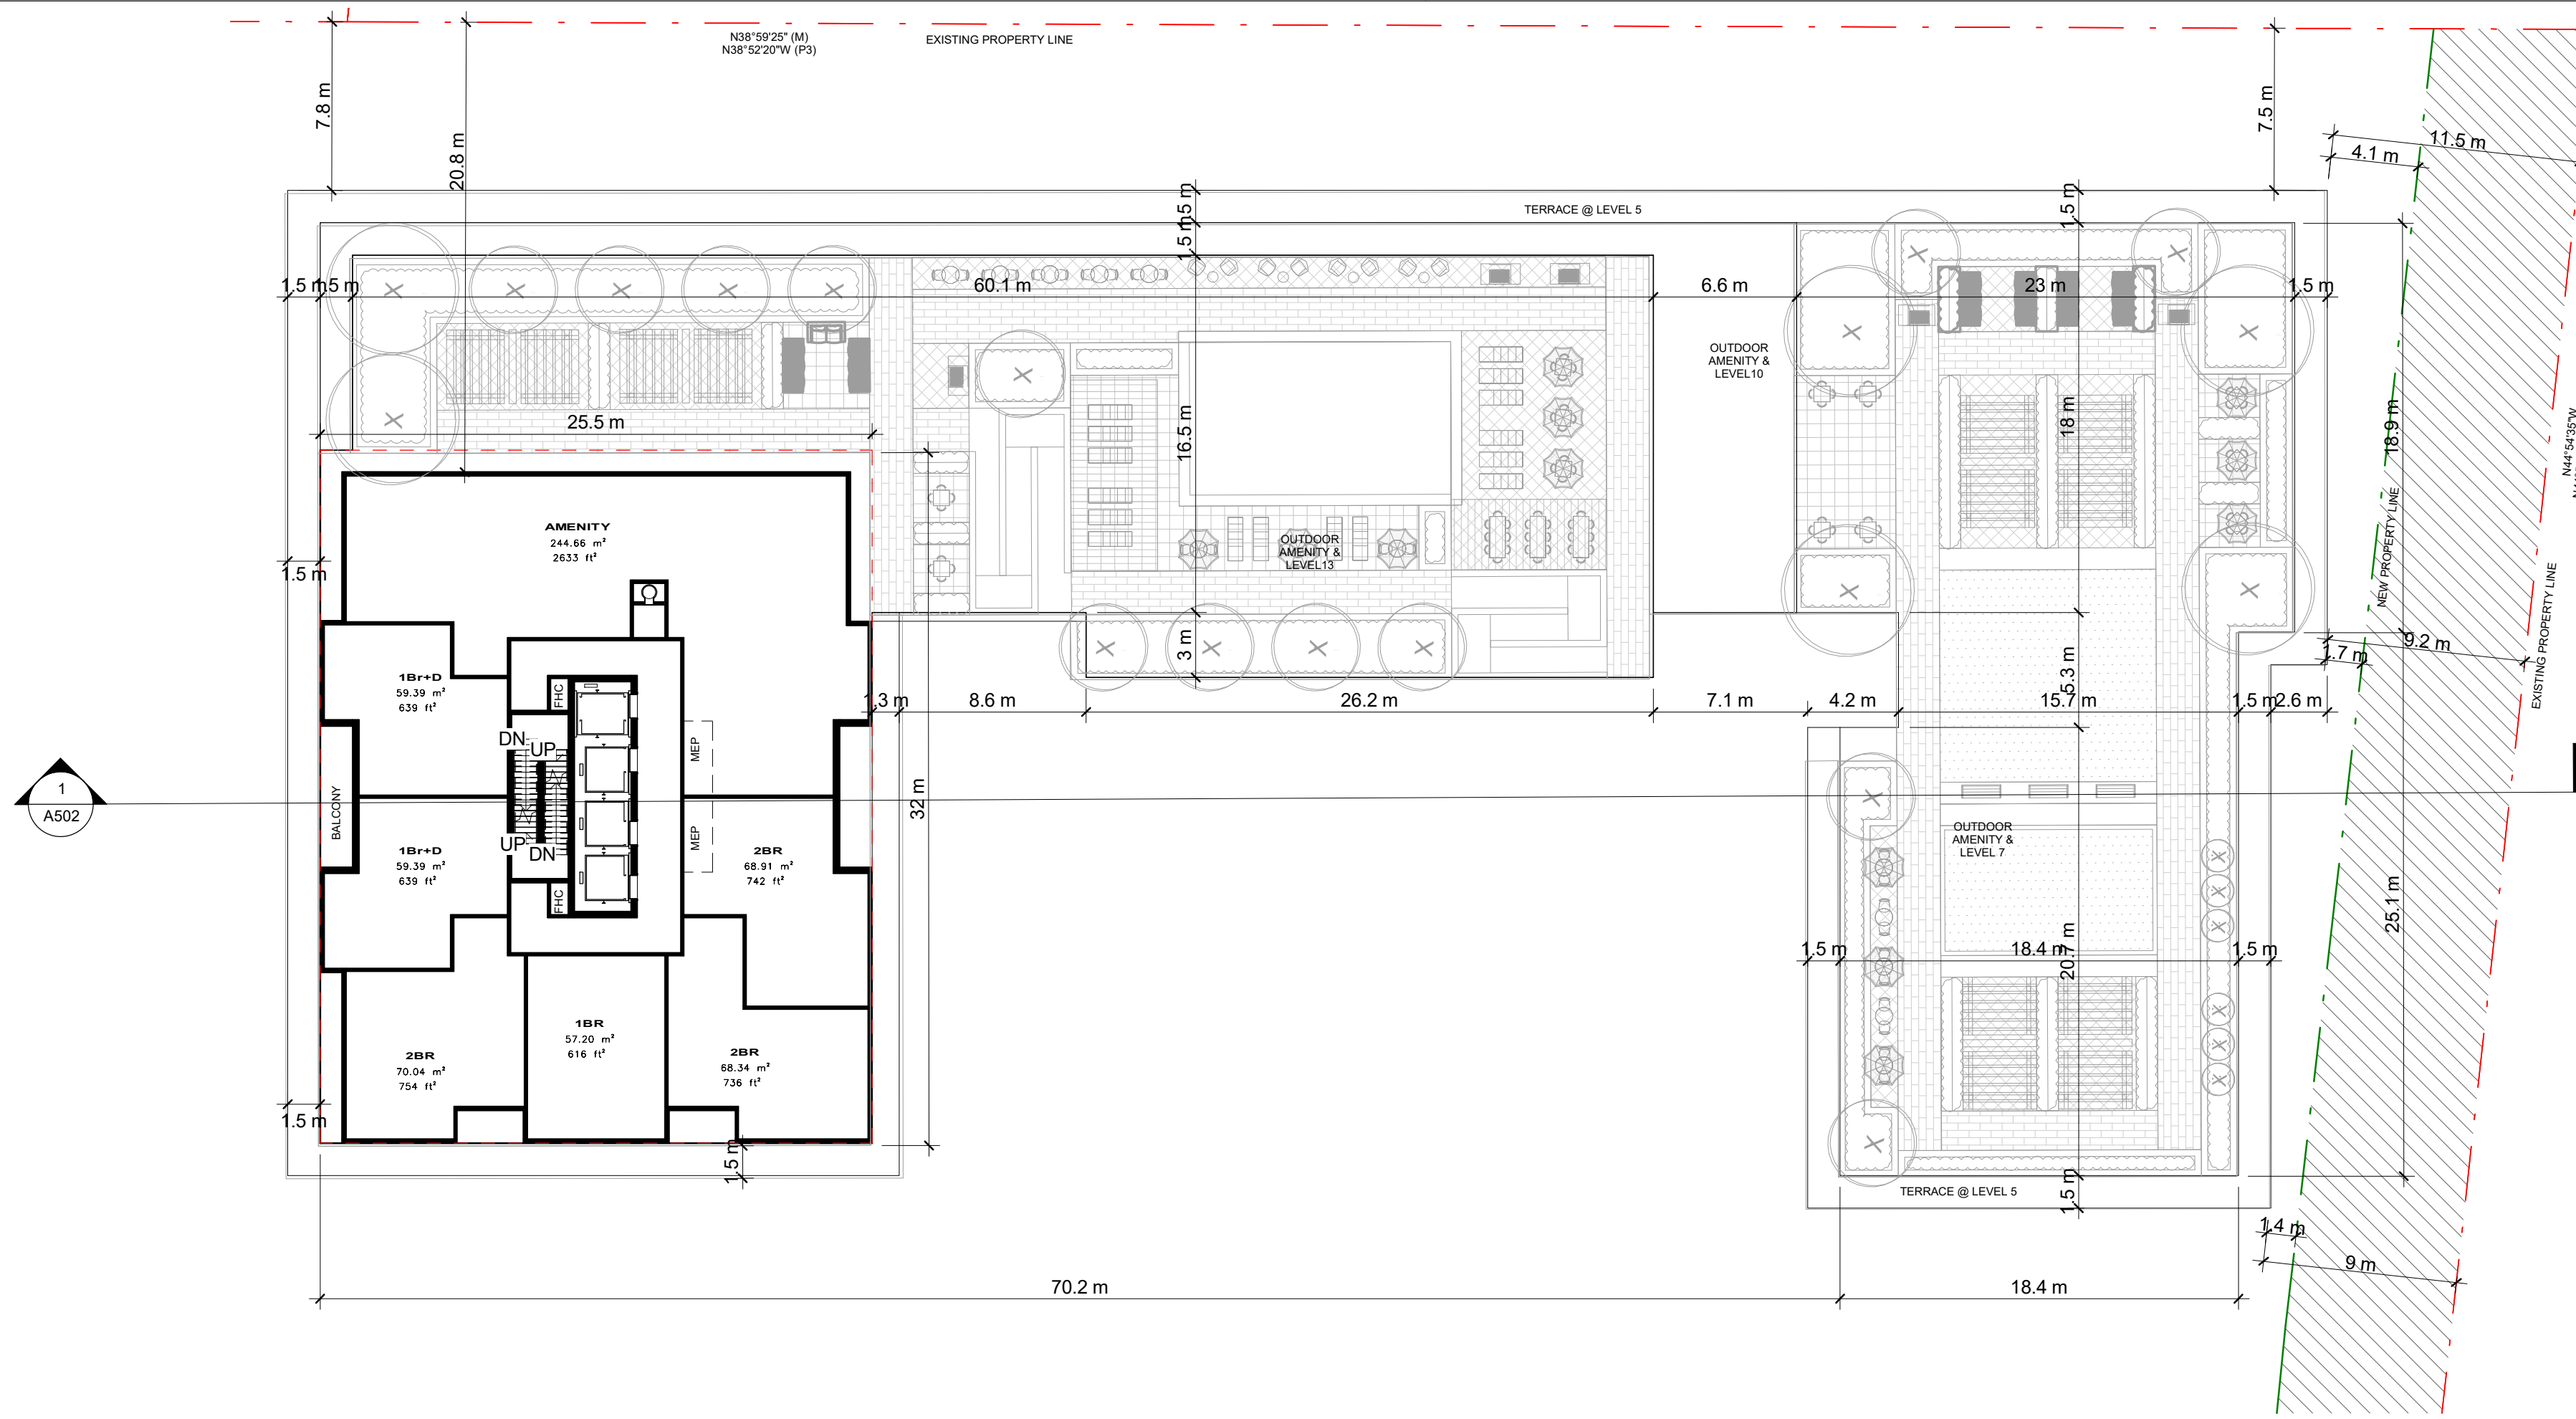 N38°59'25" (M)
N38°52'20"W (P3)
EXISTING PROPERTY LINE
7.8 m
20.8 m
7.5 m
11.5 m
4.1 m
1.5 m
TERRACE @ LEVEL 5
1.5 m
1.5 m
1.5 m
1.5 m
60.1 m
6.6 m
23 m
1.5 m
OUTDOOR
AMENITY &
LEVEL10
25.5 m
16.5 m
18 m
18.9 m
N44°54'35"W
AMENITY
244.66 m²
2633 ft²
OUTDOOR
AMENITY &
LEVEL13
1.5 m
NEW PROPERTY LINE
EXISTING PROPERTY LINE
9.2 m
1.7 m
3 m
5.3 m
1Br+D
59.39 m²
639 ft²
FHC
1.3 m
8.6 m
26.2 m
7.1 m
4.2 m
15.7 m
1.5 m
2.6 m
DN
UP
MEP
1
A502
BALCONY
32 m
UP
DN
MEP
1Br+D
59.39 m²
639 ft²
2BR
68.91 m²
742 ft²
OUTDOOR
AMENITY &
LEVEL 7
FHC
25.1 m
1.5 m
18.4 m
20.7 m
1.5 m
1BR
57.20 m²
616 ft²
2BR
70.04 m²
754 ft²
2BR
68.34 m²
736 ft²
1.5 m
1.5 m
TERRACE @ LEVEL 5
1.5 m
1.4 m
9 m
70.2 m
18.4 m